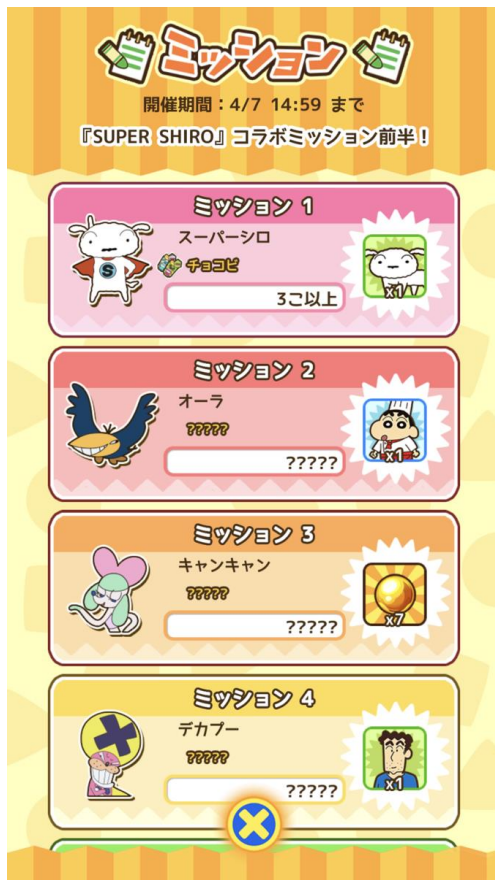 ミッション
開催期間：4/7 14:59 まで
『SUPER SHIRO』コラボミッション前半！
ミッション 1
スーパーシロ
チョコビ
3こ以上
S
x1
ミッション 2
オーラ
?????
?????
x1
ミッション 3
キャンキャン
?????
?????
x7
ミッション 4
デカプー
?????
?????
x1